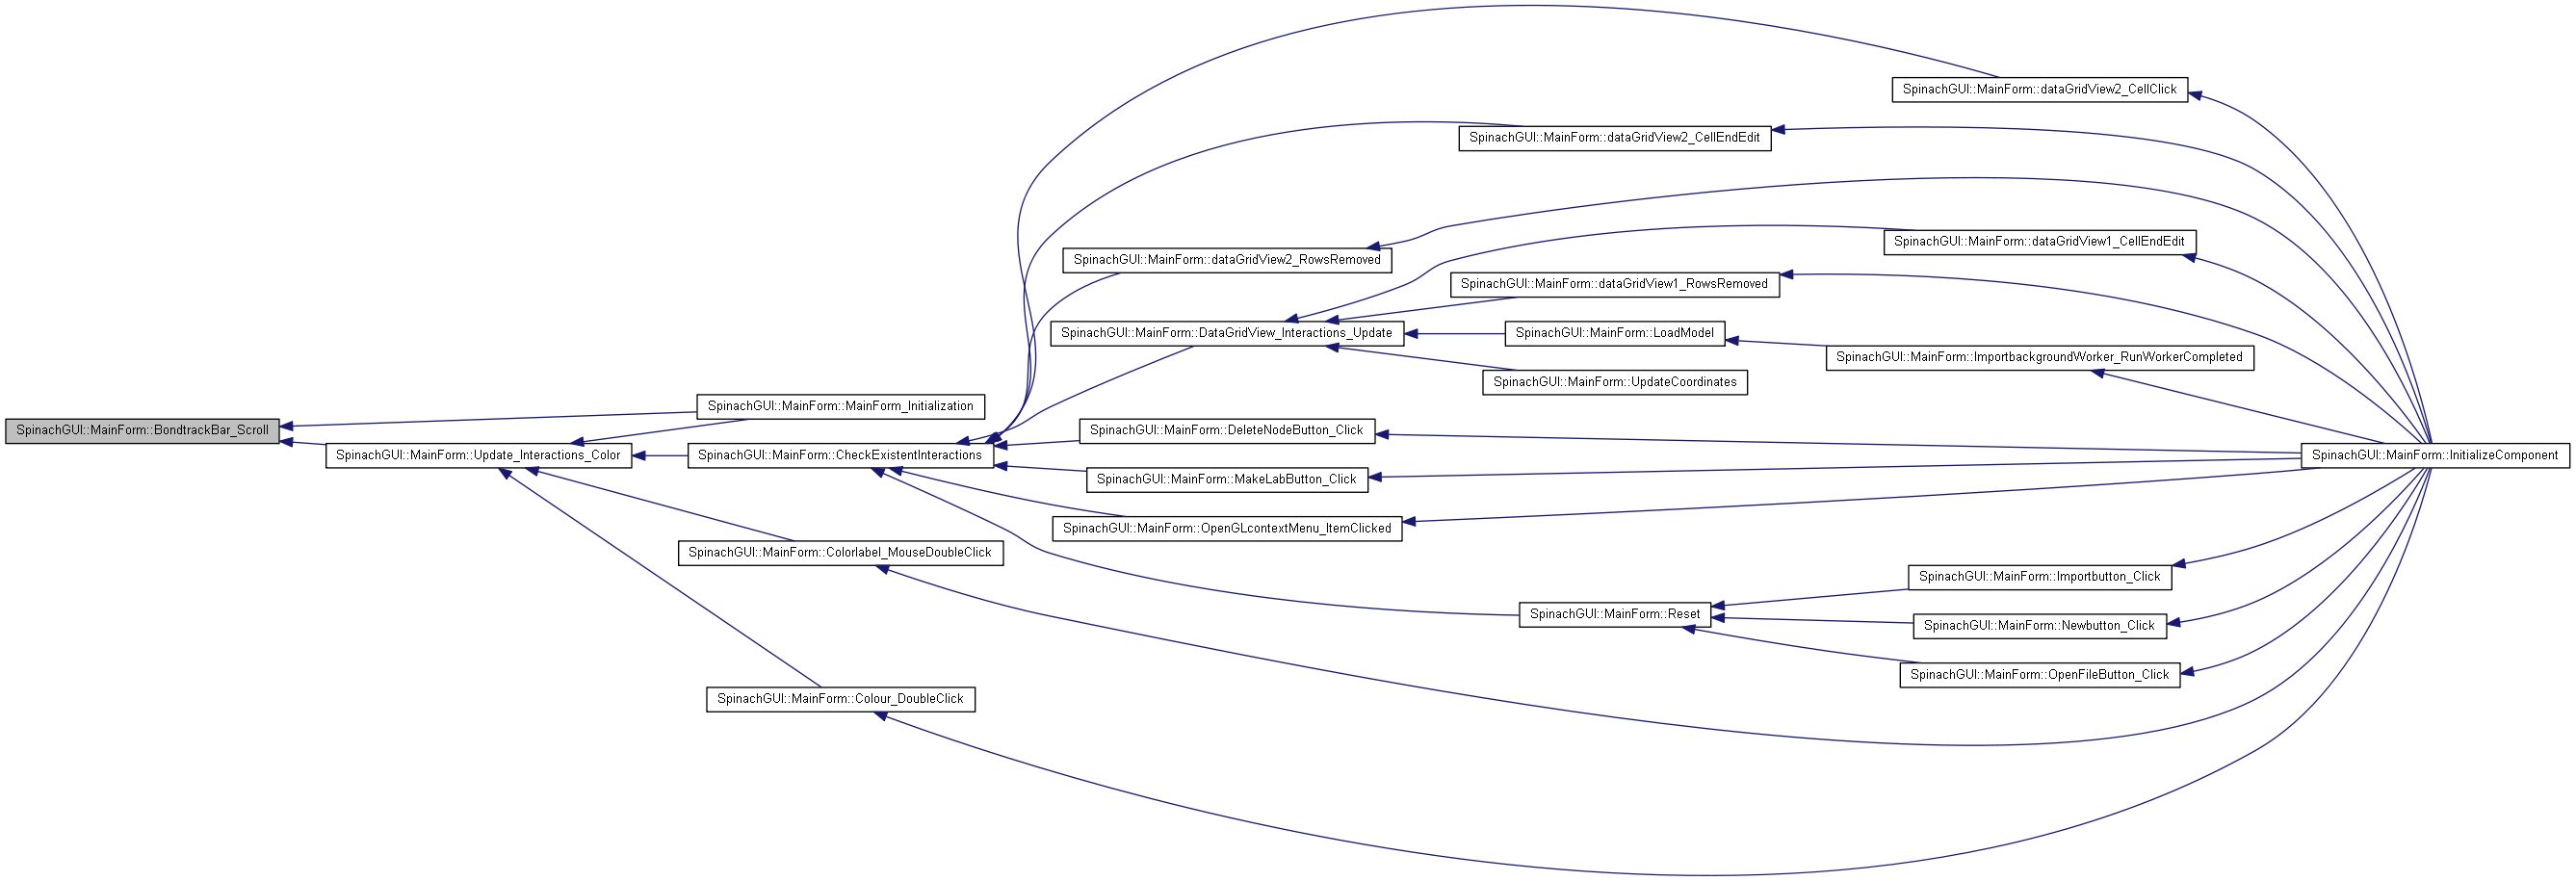 SpinachGUI::MainForm::dataGridView2_CellClick
SpinachGUI::MainForm::dataGridView2_CellEndEdit
SpinachGUI::MainForm::dataGridView1_CellEndEdit
SpinachGUI::MainForm::dataGridView2_RowsRemoved
SpinachGUI::MainForm::dataGridView1_RowsRemoved
SpinachGUI::MainForm::DataGridView_Interactions_Update
SpinachGUI::MainForm::LoadModel
SpinachGUI::MainForm::ImportbackgroundWorker_RunWorkerCompleted
SpinachGUI::MainForm::UpdateCoordinates
SpinachGUI::MainForm::MainForm_Initialization
SpinachGUI::MainForm::BondtrackBar_Scroll
SpinachGUI::MainForm::DeleteNodeButton_Click
SpinachGUI::MainForm::Update_Interactions_Color
SpinachGUI::MainForm::CheckExistentInteractions
SpinachGUI::MainForm::InitializeComponent
SpinachGUI::MainForm::MakeLabButton_Click
SpinachGUI::MainForm::OpenGLcontextMenu_ItemClicked
SpinachGUI::MainForm::Colorlabel_MouseDoubleClick
SpinachGUI::MainForm::Importbutton_Click
SpinachGUI::MainForm::Reset
SpinachGUI::MainForm::Newbutton_Click
SpinachGUI::MainForm::OpenFileButton_Click
SpinachGUI::MainForm::Colour_DoubleClick